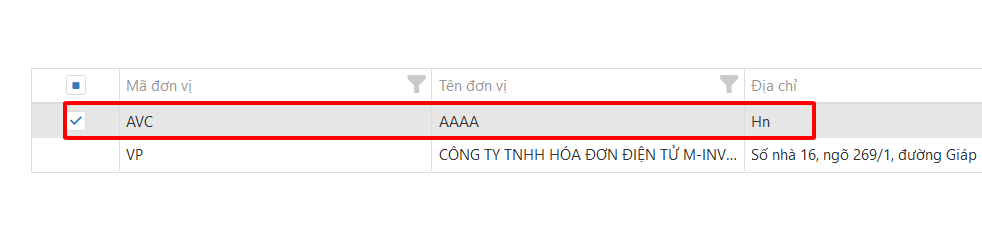 Mã đơn vị Tên đơn vị Địa chỉ
AVC AAAA Hn
VP CÔNG TY TNHH HÓA ĐƠN ĐIỆN TỬ M-INV... Số nhà 16, ngõ 269/1, đường Giáp